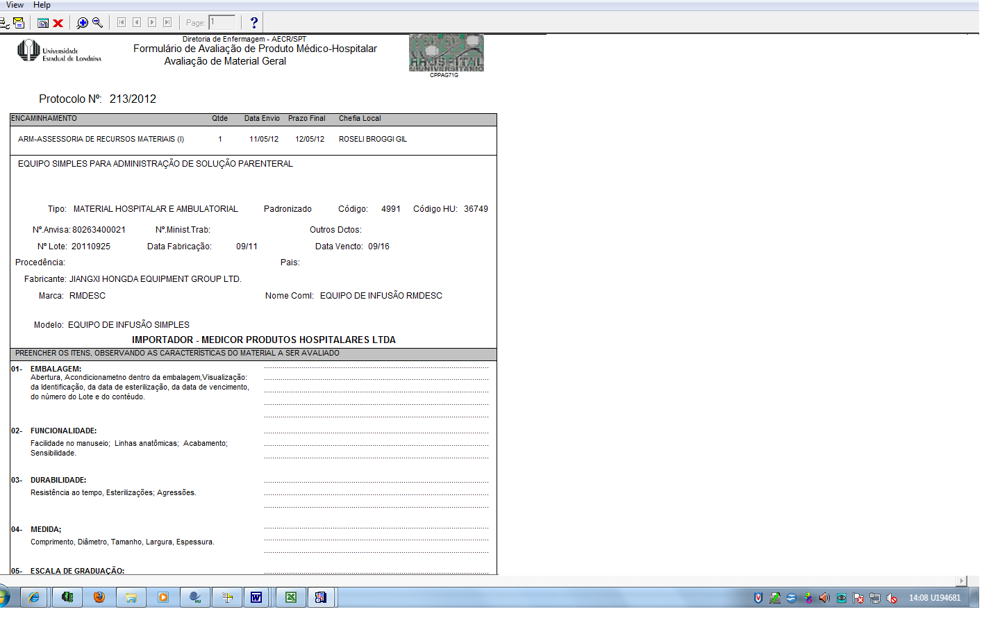 View Help
Page: 1 ?
Universidade
Estadual de Londrina
Diretoria de Enfermagem - AECR/SPT
Formulário de Avaliação de Produto Médico-Hospitalar
Avaliação de Material Geral
HOSPITAL
UNIVERSITARIO
CPPAG71G
Protocolo Nº: 213/2012
ENCAMINHAMENTO Qtde Data Envio Prazo Final Chefia Local
ARM-ASSESSORIA DE RECURSOS MATERIAIS (I) 1 11/05/12 12/05/12 ROSELI BROGGI GIL
EQUIPO SIMPLES PARA ADMINISTRAÇÃO DE SOLUÇÃO PARENTERAL
Tipo: MATERIAL HOSPITALAR E AMBULATORIAL Padronizado Código: 4991 Código HU: 36749
Nº.Anvisa: 80263400021 Nº.Minist.Trab: Outros Dctos:
Nº Lote: 20110925 Data Fabricação: 09/11 Data Vencto: 09/16
Procedência: Pais:
Fabricante: JIANGXI HONGDA EQUIPMENT GROUP LTD.
Marca: RMDESC Nome Coml: EQUIPO DE INFUSÃO RMDESC
Modelo: EQUIPO DE INFUSÃO SIMPLES
IMPORTADOR - MEDICOR PRODUTOS HOSPITALARES LTDA
PREENCHER OS ITENS, OBSERVANDO AS CARACTERÍSTICAS DO MATERIAL A SER AVALIADO
01- EMBALAGEM:
Abertura, Acondicionametno dentro da embalagem,Visualização:
da Identificação, da data de esterilização, da data de vencimento,
do número do Lote e do contéudo.
02- FUNCIONALIDADE:
Facilidade no manuseio; Linhas anatômicas; Acabamento;
Sensibilidade.
03- DURABILIDADE:
Resistência ao tempo, Esterilizações; Agressões.
04- MEDIDA;
Comprimento, Diâmetro, Tamanho, Largura, Espessura.
05- ESCALA DE GRADUAÇÃO:
14:08 U194681